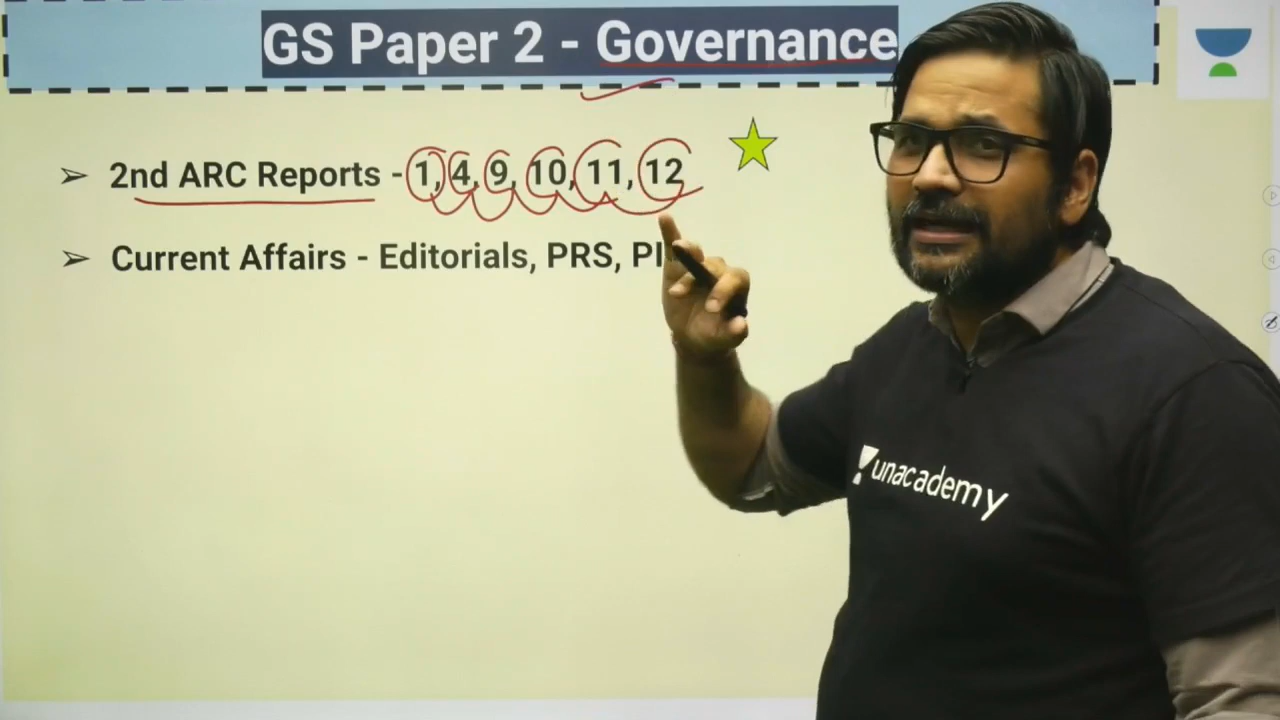 GS Paper 2 - Governance
➢ 2nd ARC Reports - 1, 4, 9, 10, 11, 12
➢ Current Affairs - Editorials, PRS,
unacademy